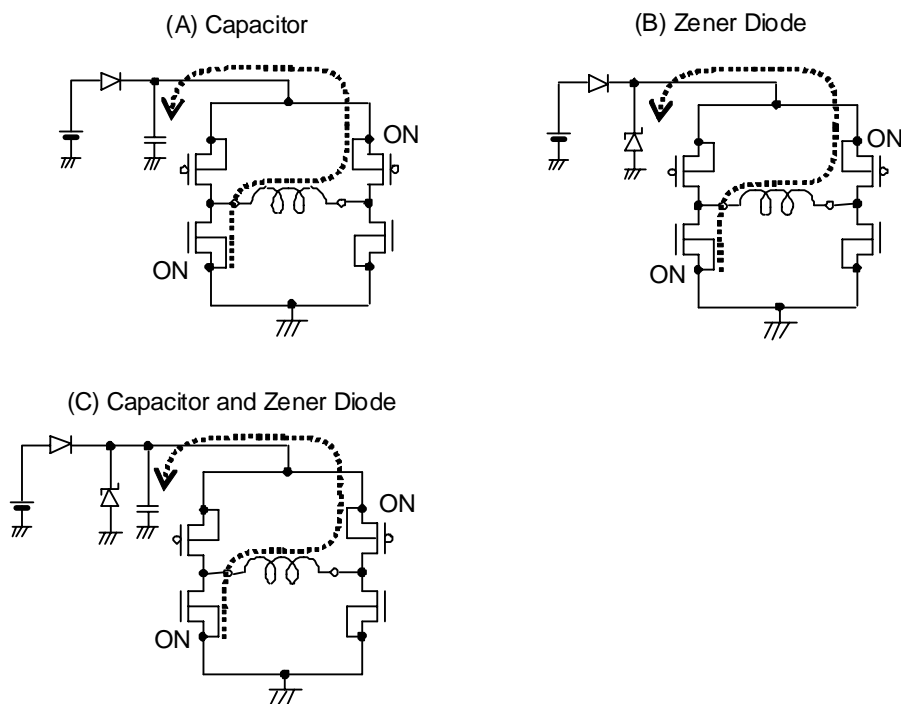 (A) Capacitor
(B) Zener Diode
ON
ON
ON
ON
(C) Capacitor and Zener Diode
ON
ON